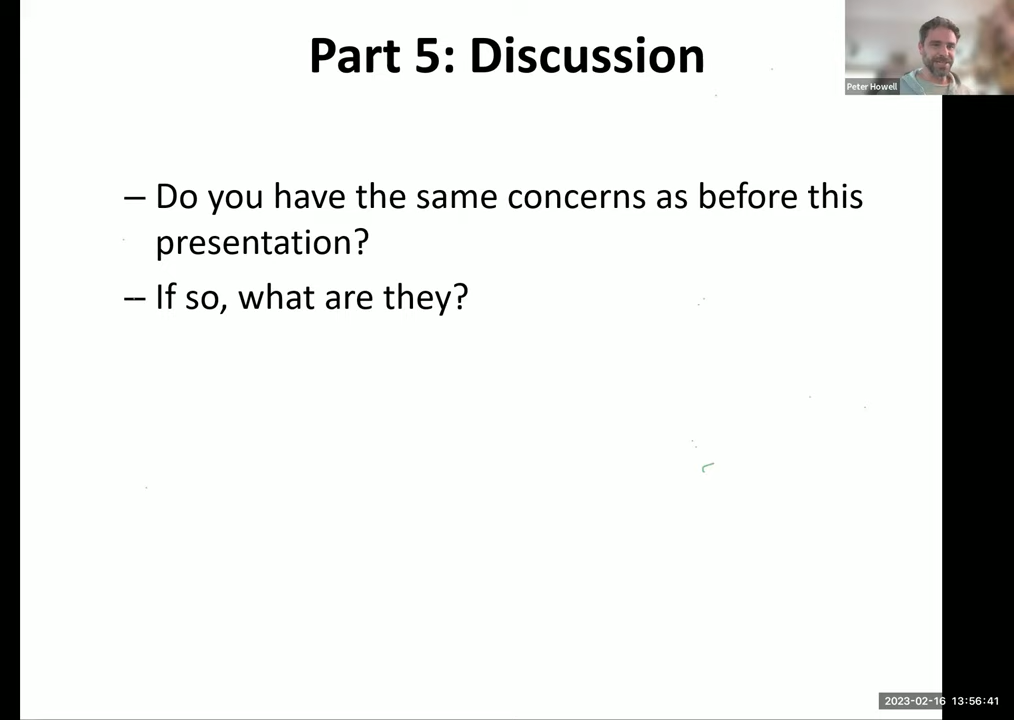 Part 5: Discussion
Peter Howell
– Do you have the same concerns as before this
presentation?
– If so, what are they?
2023-02-16 13:56:41